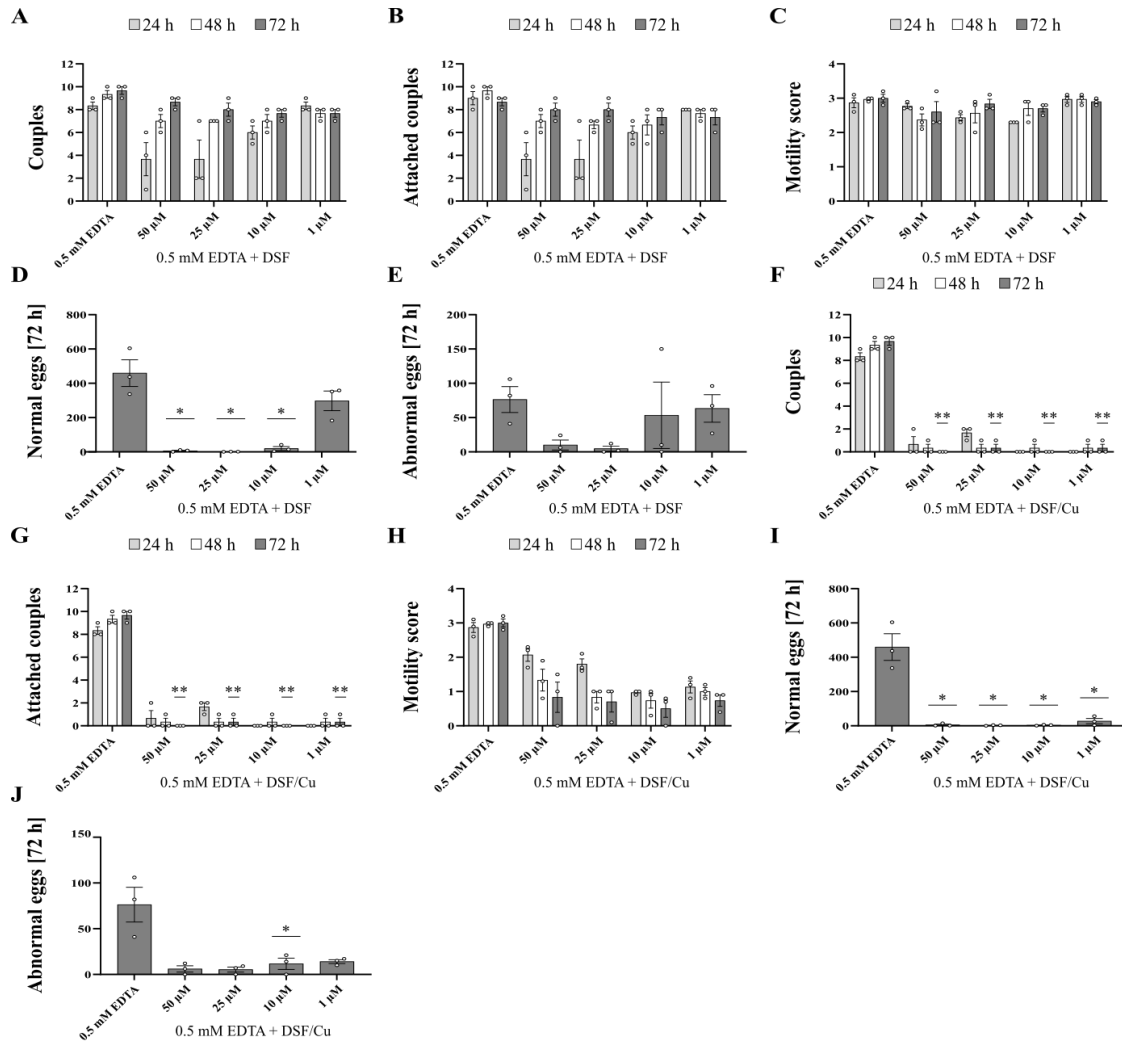 A
24 h 48 h 72 h
Couples
12
10
8
6
4
2
0
0.5 mM EDTA
50 µM
25 µM
10 µM
1 µM
0.5 mM EDTA + DSF
B
24 h 48 h 72 h
Attached couples
12
10
8
6
4
2
0
0.5 mM EDTA
50 µM
25 µM
10 µM
1 µM
0.5 mM EDTA + DSF
C
24 h 48 h 72 h
Motility score
4
3
2
1
0
0.5 mM EDTA
50 µM
25 µM
10 µM
1 µM
0.5 mM EDTA + DSF
D
Normal eggs [72 h]
800
600
400
200
0
* * *
0.5 mM EDTA
50 µM
25 µM
10 µM
1 µM
0.5 mM EDTA + DSF
E
Abnormal eggs [72 h]
200
150
100
50
0
0.5 mM EDTA
50 µM
25 µM
10 µM
1 µM
0.5 mM EDTA + DSF
F
24 h 48 h 72 h
Couples
12
10
8
6
4
2
0
** ** ** **
0.5 mM EDTA
50 µM
25 µM
10 µM
1 µM
0.5 mM EDTA + DSF/Cu
G
24 h 48 h 72 h
Attached couples
12
10
8
6
4
2
0
** ** ** **
0.5 mM EDTA
50 µM
25 µM
10 µM
1 µM
0.5 mM EDTA + DSF/Cu
H
24 h 48 h 72 h
Motility score
4
3
2
1
0
0.5 mM EDTA
50 µM
25 µM
10 µM
1 µM
0.5 mM EDTA + DSF/Cu
I
Normal eggs [72 h]
800
600
400
200
0
* * * *
0.5 mM EDTA
50 µM
25 µM
10 µM
1 µM
0.5 mM EDTA + DSF/Cu
J
Abnormal eggs [72 h]
150
100
50
0
*
0.5 mM EDTA
50 µM
25 µM
10 µM
1 µM
0.5 mM EDTA + DSF/Cu